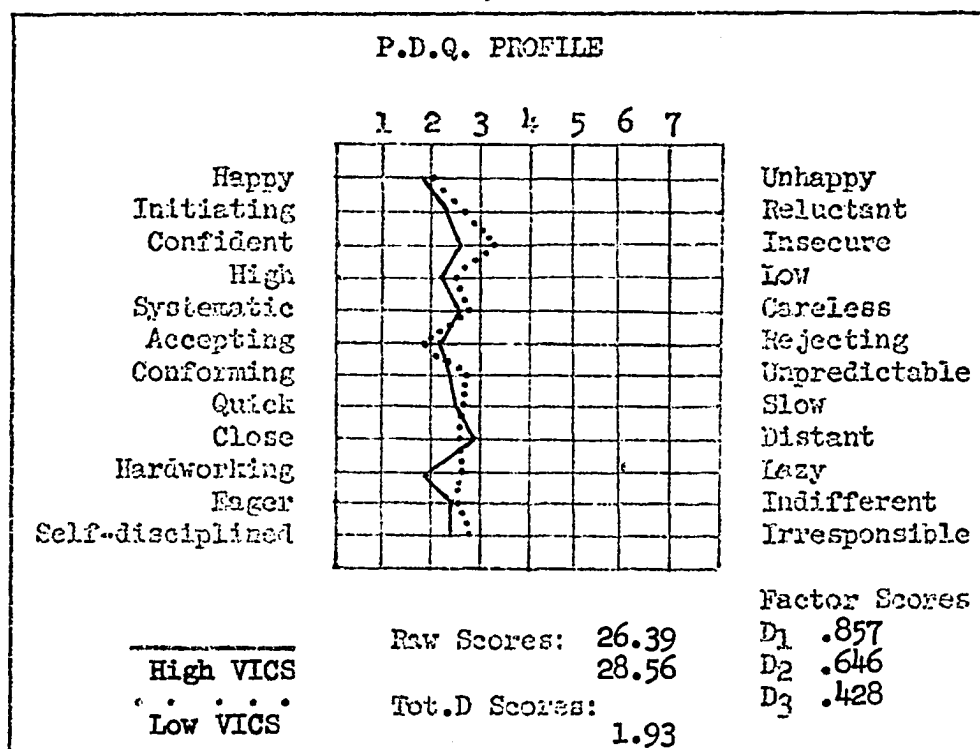 P.D.Q. PROFILE
1 2 3 4 5 6 7
Happy Unhappy
Initiating Reluctant
Confident Insecure
High Low
Systematic Careless
Accepting Rejecting
Conforming Unpredictable
Quick Slow
Close Distant
Hardworking Lazy
Eager Indifferent
Self-disciplined Irresponsible
Factor Scores
Raw Scores: 26.39 D1 .857
High VICS 28.56 D2 .646
Tot.D Scores: D3 .428
Low VICS 1.93